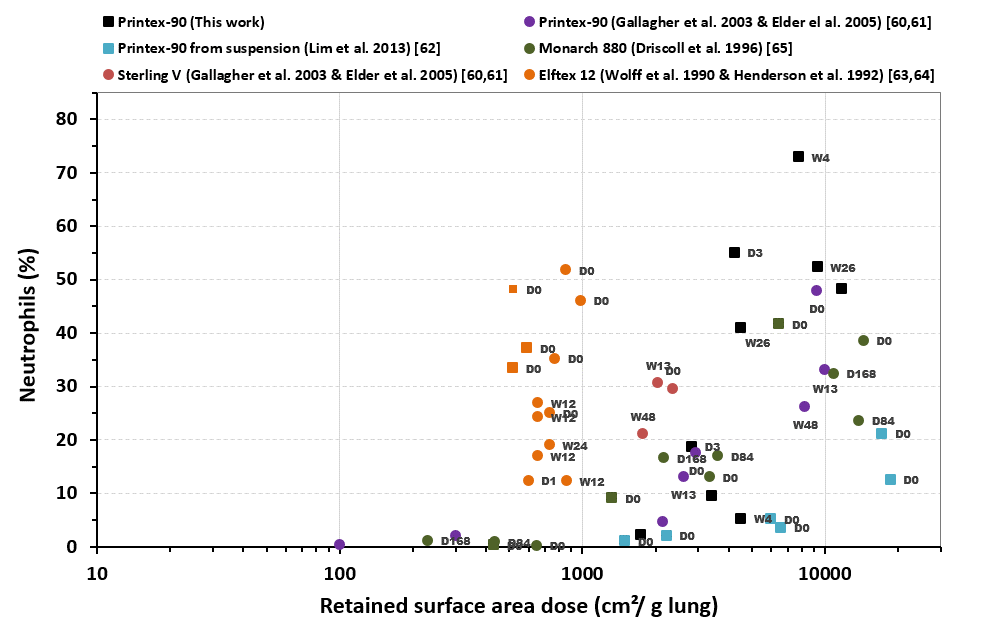 Printex-90 (This work)
Printex-90 (Gallagher et al. 2003 & Elder el al. 2005) [60,61]
Printex-90 from suspension (Lim et al. 2013) [62]
Monarch 880 (Driscoll et al. 1996) [65]
Sterling V (Gallagher et al. 2003 & Elder et al. 2005) [60,61]
Elftex 12 (Wolff et al. 1990 & Henderson et al. 1992) [63,64]
80
70
60
50
40
30
20
10
0
Neutrophils (%)
W4
D3
W26
D0
D0
D0
D0
W26
D0
D0
D0
D0
D0
D168
W13
D0
W13
W12
D0
W12
W48
D84
W48
D0
W24
W12
D3
D168
D84
D1
W12
D0
D0
D0
D0
W13
W4
D0
D0
D168
D84
D0
D0
D0
10
100
1000
10000
Retained surface area dose (cm²/ g lung)